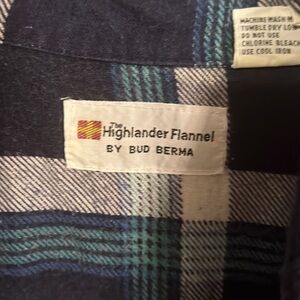 MACHINE WASH
TUMBLE DRY LOW
DO NOT USE
CHLORINE BLEACH
USE COOL IRON
The
Highlander Flannel
BY BUD BERMA